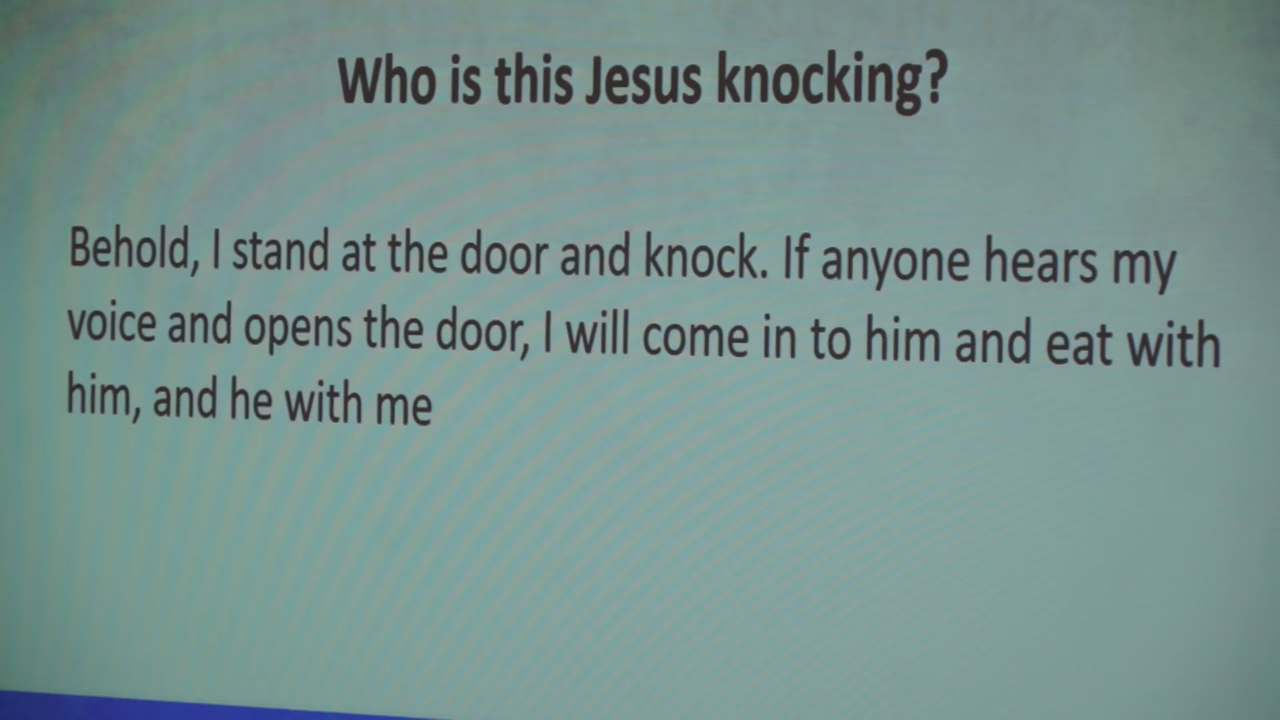 Who is this Jesus knocking?
Behold, I stand at the door and knock. If anyone hears my
voice and opens the door, I will come in to him and eat with
him, and he with me